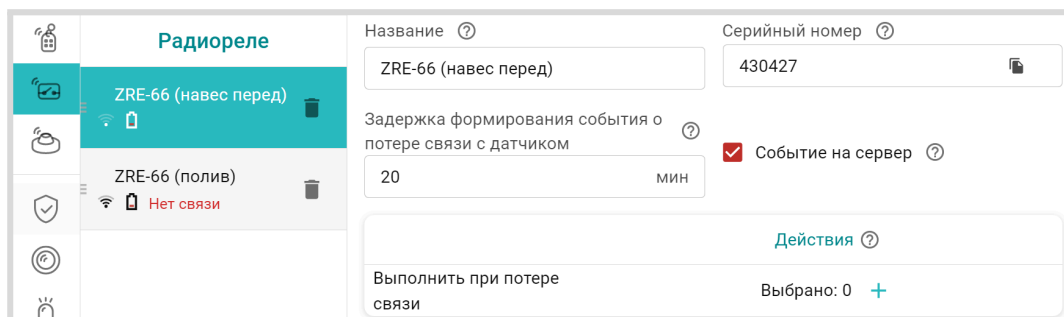 Радиореле
ZRE-66 (навес перед)
ZRE-66 (полив)
Нет связи
Название
ZRE-66 (навес перед)
Серийный номер
430427
Задержка формирования события о
потере связи с датчиком
20 мин
Событие на сервер
Действия
Выполнить при потере
связи
Выбрано: 0 +